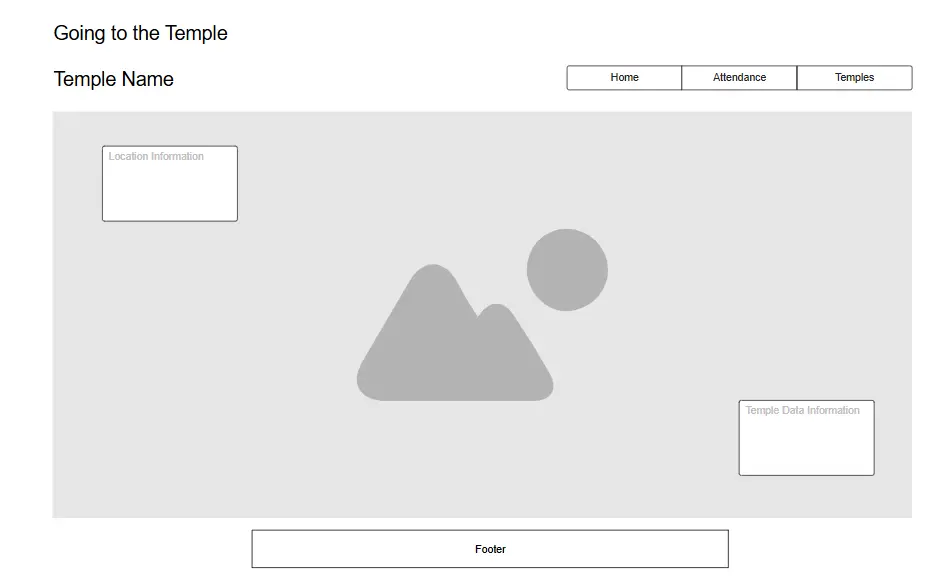 Going to the Temple
Temple Name
Home
Attendance
Temples
Location Information
Temple Data Information
Footer